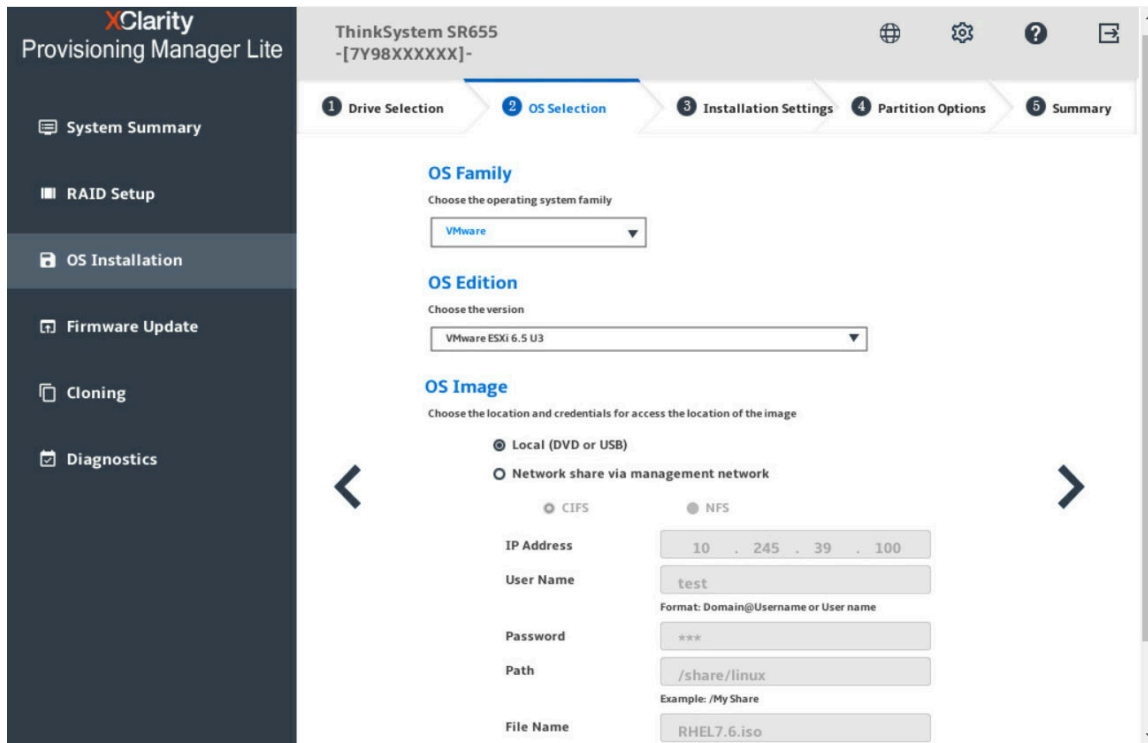 XClarity
Provisioning Manager Lite
ThinkSystem SR655
-[7Y98XXXXXX]-
System Summary
RAID Setup
OS Installation
Firmware Update
Cloning
Diagnostics
1 Drive Selection
2 OS Selection
3 Installation Settings
4 Partition Options
5 Summary
OS Family
Choose the operating system family
VMware
OS Edition
Choose the version
VMware ESXi 6.5 U3
OS Image
Choose the location and credentials for access the location of the image
Local (DVD or USB)
Network share via management network
CIFS NFS
IP Address 10 . 245 . 39 . 100
User Name test
Format: Domain@Username or User name
Password ***
Path /share/linux
Example: /My Share
File Name RHEL7.6.iso